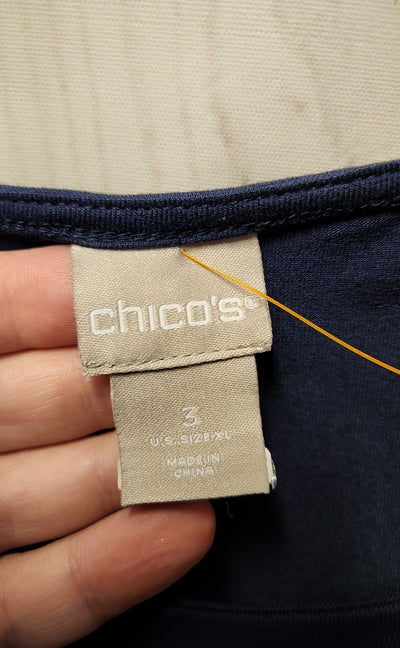 chico's®
3
U.S. SIZE XL
MADE IN
CHINA